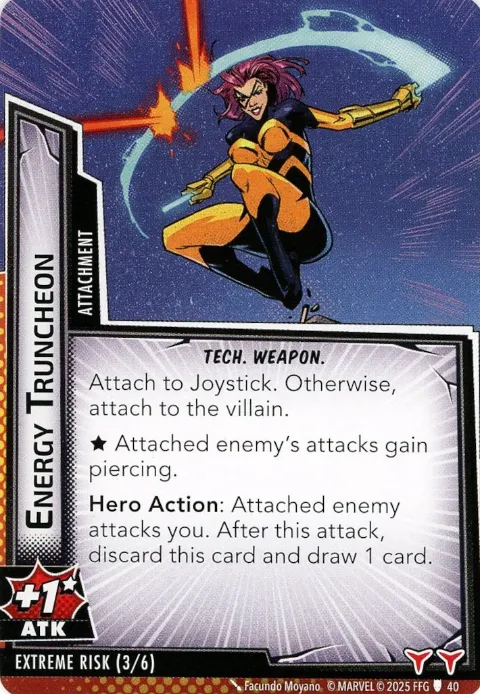 ATTACHMENT
ENERGY TRUNCHEON
TECH. WEAPON.
Attach to Joystick. Otherwise,
attach to the villain.
★ Attached enemy's attacks gain
piercing.
Hero Action: Attached enemy
attacks you. After this attack,
discard this card and draw 1 card.
+1★
ATK
EXTREME RISK (3/6)
Facundo Moyano. © MARVEL © 2025 FFG 40